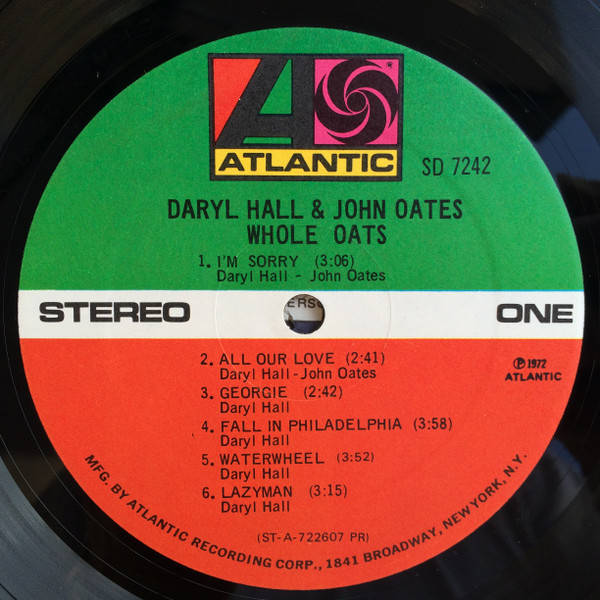 ATLANTIC
SD 7242
DARYL HALL & JOHN OATES
WHOLE OATS
1. I'M SORRY (3:06)
Daryl Hall - John Oates
STEREO
ONE
2. ALL OUR LOVE (2:41)
Daryl Hall-John Oates
3. GEORGIE (2:42)
Daryl Hall
4. FALL IN PHILADELPHIA (3:58)
Daryl Hall
5. WATERWHEEL (3:52)
Daryl Hall
6. LAZYMAN (3:15)
Daryl Hall
℗ 1972
ATLANTIC
(ST-A-722607 PR)
MFG. BY ATLANTIC RECORDING CORP., 1841 BROADWAY, NEW YORK, N.Y.